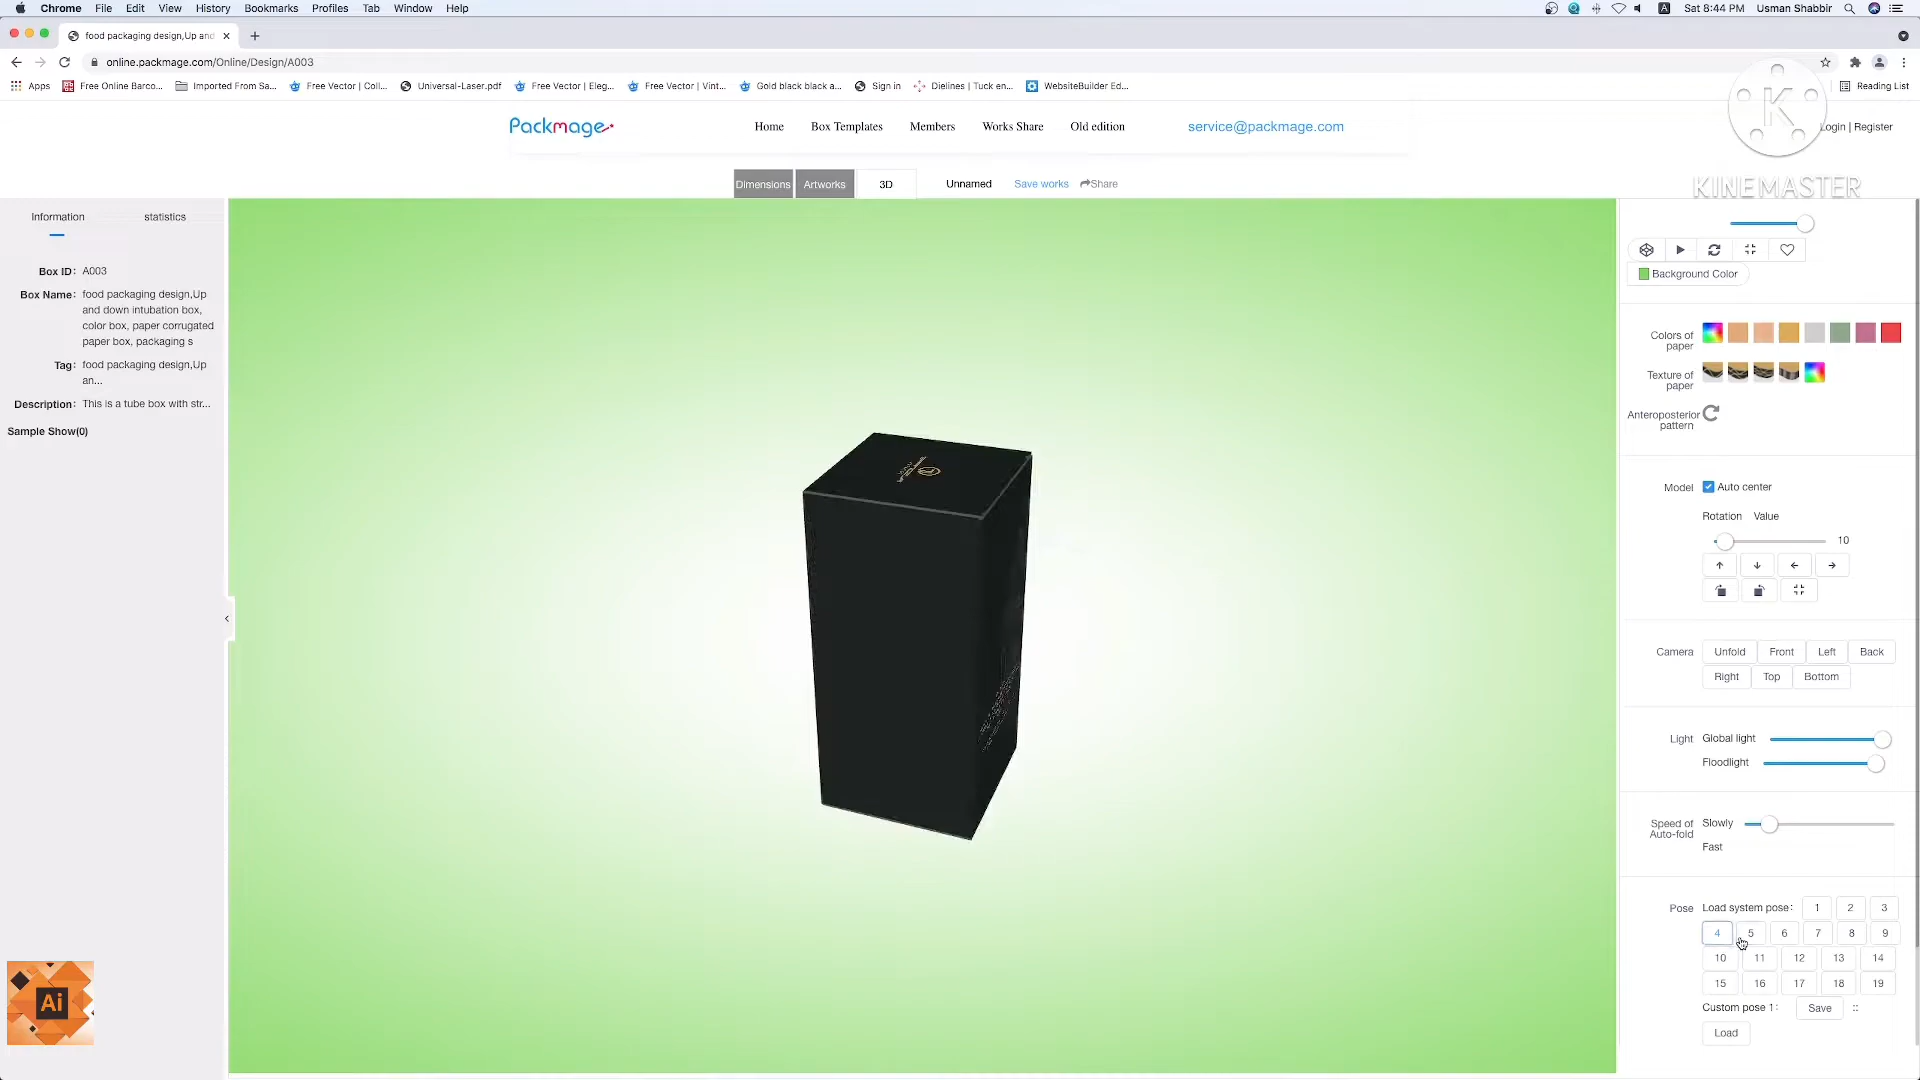 Chrome File Edit View History Bookmarks Profiles Tab Window Help
A Sat 8:44 PM Usman Shabbir
food packaging design,Up and
online.packmage.com/Online/Design/A003
Apps Free Online Barco... Imported From Sa... Free Vector | Coll... Universal-Laser.pdf Free Vector | Eleg... Free Vector | Vint... Gold black black a... Sign in Dielines | Tuck en... WebsiteBuilder Ed... Reading List
Packmage Home Box Templates Members Works Share Old edition service@packmage.com Login | Register
K
KINEMASTER
Dimensions Artworks 3D Unnamed Save works Share
Information statistics
Box ID: A003
Box Name: food packaging design,Up
and down intubation box,
color box, paper corrugated
paper box, packaging s
Tag: food packaging design,Up
an...
Description: This is a tube box with str...
Sample Show(0)
Ai
Background Color
Colors of
paper
Texture of
paper
Anteroposterior
pattern
Model Auto center
Rotation Value
10
Camera Unfold Front Left Back
Right Top Bottom
Light Global light
Floodlight
Speed of
Auto-fold
Slowly
Fast
Pose Load system pose: 1 2 3
4 5 6 7 8 9
10 11 12 13 14
15 16 17 18 19
Custom pose 1: Save ::
Load